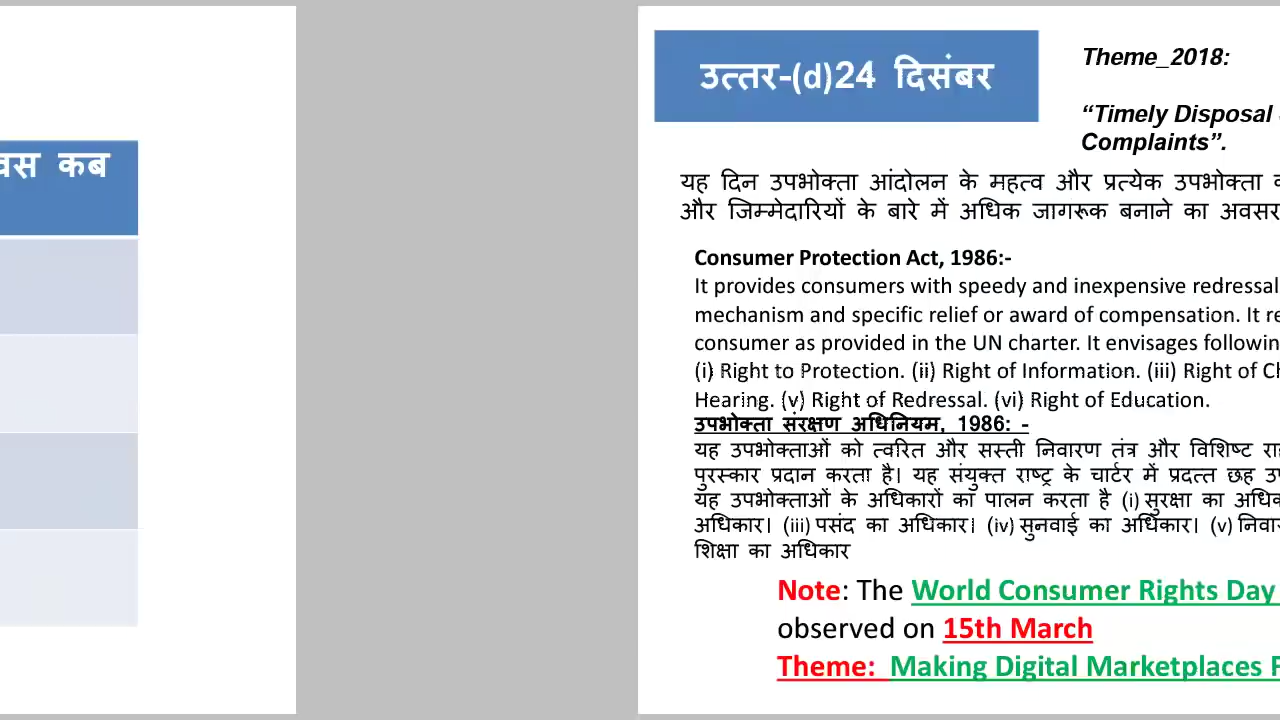 कब
उत्तर-(d)24 दिसंबर
Theme_2018:
“Timely Disposal
Complaints”.
यह दिन उपभोक्ता आंदोलन के महत्व और प्रत्येक उपभोक्ता
और जिम्मेदारियों के बारे में अधिक जागरूक बनाने का अवसर
Consumer Protection Act, 1986:-
It provides consumers with speedy and inexpensive redressal
mechanism and specific relief or award of compensation. It
consumer as provided in the UN charter. It envisages
(i) Right to Protection. (ii) Right of Information. (iii) Right of
Hearing. (v) Right of Redressal. (vi) Right of Education.
उपभोक्ता संरक्षण अधिनियम, 1986: -
यह उपभोक्ताओं को त्वरित और सस्ती निवारण तंत्र और विशिष्ट
पुरस्कार प्रदान करता है। यह संयुक्त राष्ट्र के चार्टर में प्रदत्त छह
यह उपभोक्ताओं के अधिकारों का पालन करता है (i) सुरक्षा का
अधिकार। (iii) पसंद का अधिकार। (iv) सुनवाई का अधिकार। (v)
शिक्षा का अधिकार
Note: The World Consumer Rights Day
observed on 15th March
Theme: Making Digital Marketplaces